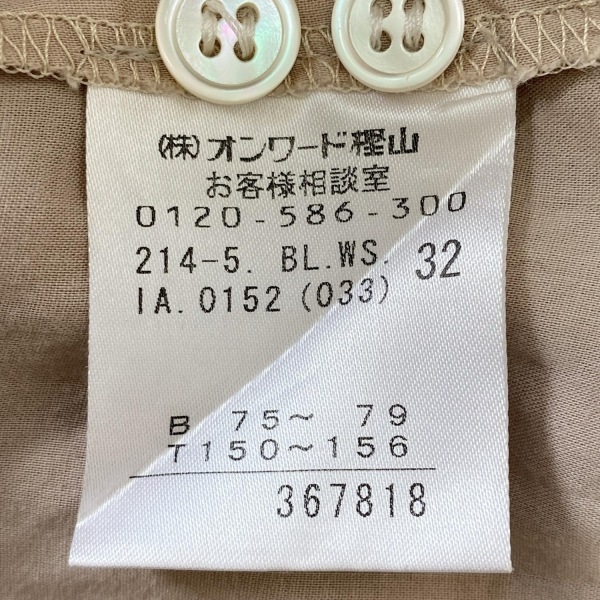 (株)オンワード樫山
お客様相談室
0120-586-300
214-5. BL.WS. 32
IA.0152(033)
B 75〜 79
T150〜156
367818